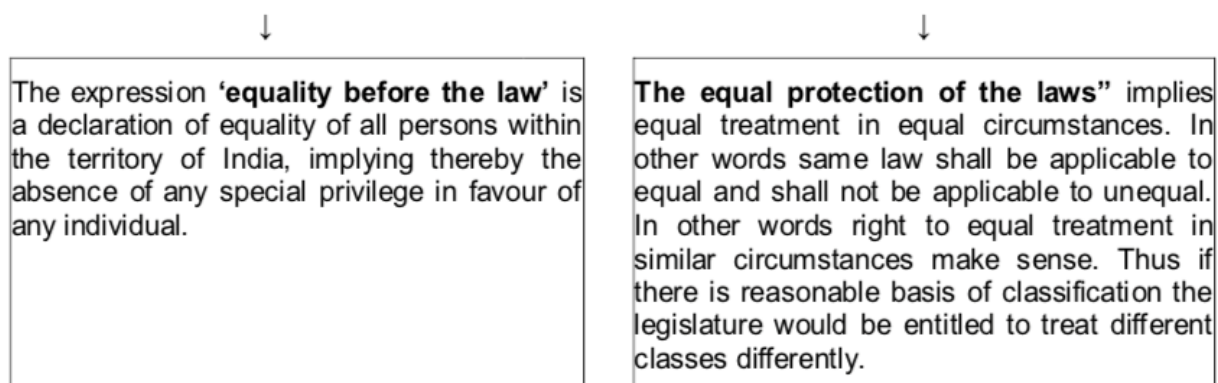 ↓
The expression ‘equality before the law’ is
a declaration of equality of all persons within
the territory of India, implying thereby the
absence of any special privilege in favour of
any individual.
↓
The equal protection of the laws” implies
equal treatment in equal circumstances. In
other words same law shall be applicable to
equal and shall not be applicable to unequal.
In other words right to equal treatment in
similar circumstances make sense. Thus if
there is reasonable basis of classification the
legislature would be entitled to treat different
classes differently.